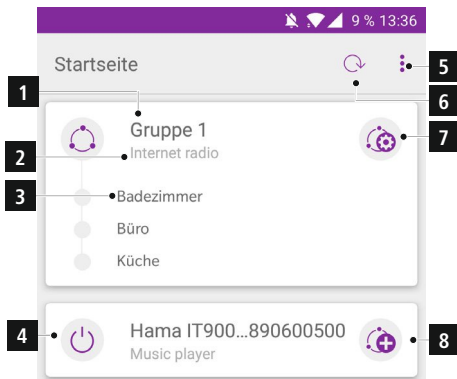 9 % 13:36
Startseite
5
6
1
Gruppe 1
7
2
Internet radio
3
Badezimmer
Büro
Küche
4
Hama IT900...890600500
8
Music player